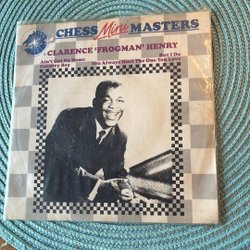 CHESS Mini MASTERS
CLARENCE 'FROGMAN' HENRY
Ain't Got No Home But I Do
Country Boy You Always Hurt The One You Love